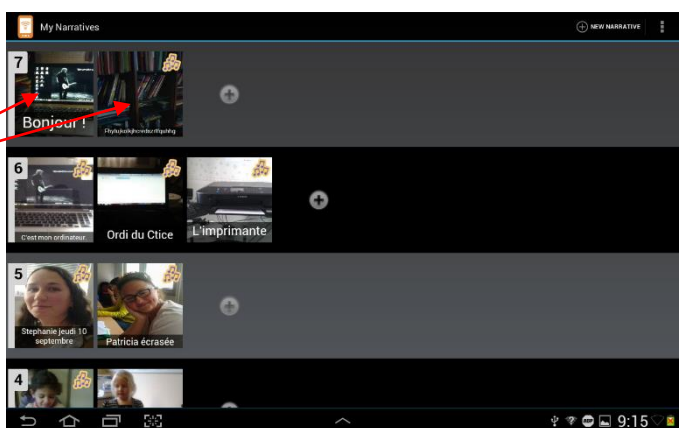 My Narratives
NEW NARRATIVE
7
Bonjour !
6
C'est mon ordinateur.
Ordi du Ctice
L'imprimante
5
Stephanie jeudi 10
septembre
Patricia écrasée
4
9:15